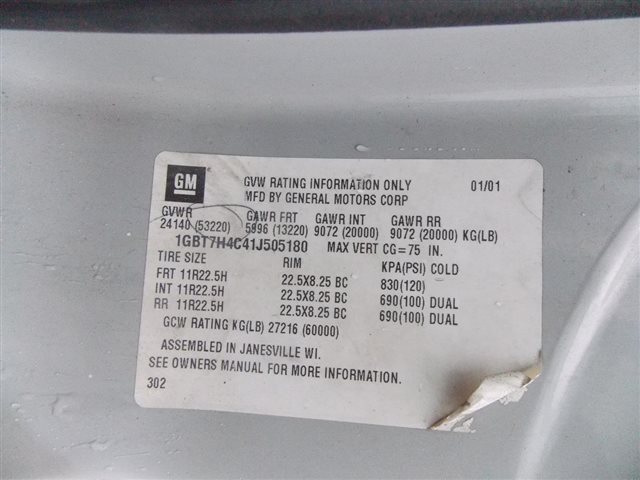 GM
GVW RATING INFORMATION ONLY 01/01
MFD BY GENERAL MOTORS CORP
GVWR GAWR FRT GAWR INT GAWR RR
24140 (53220) 5996 (13220) 9072 (20000) 9072 (20000) KG(LB)
1GBT7H4C41J505180 MAX VERT CG=75 IN.
TIRE SIZE RIM KPA(PSI) COLD
FRT 11R22.5H 22.5X8.25 BC 830(120)
INT 11R22.5H 22.5X8.25 BC 690(100) DUAL
RR 11R22.5H 22.5X8.25 BC 690(100) DUAL
GCW RATING KG(LB) 27216 (60000)
ASSEMBLED IN JANESVILLE WI.
SEE OWNERS MANUAL FOR MORE INFORMATION.
302